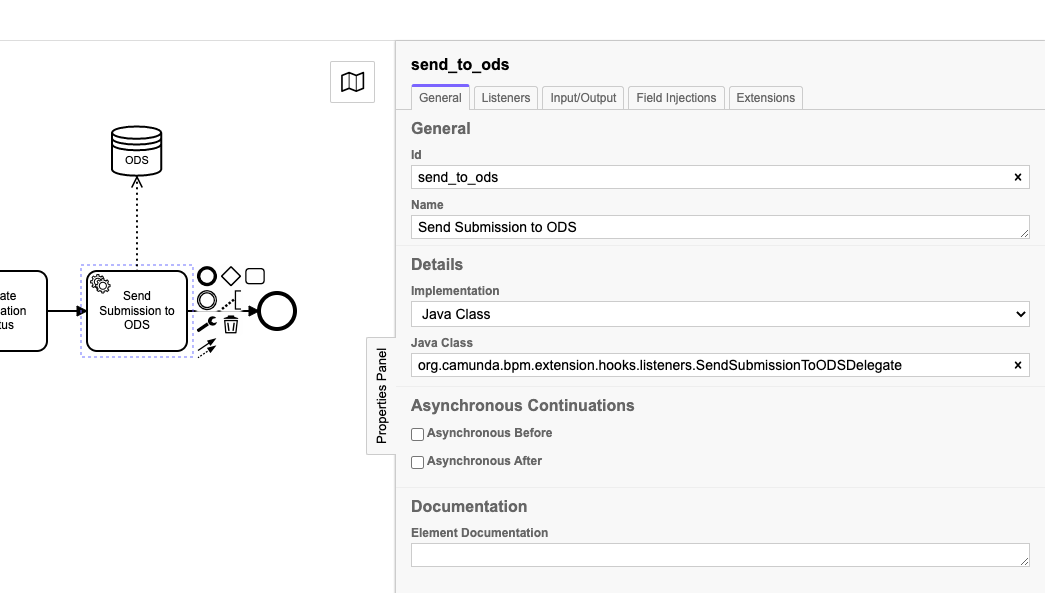 send_to_ods
General
Listeners
Input/Output
Field Injections
Extensions
General
Id
send_to_ods
Name
Send Submission to ODS
Details
Implementation
Java Class
Java Class
org.camunda.bpm.extension.hooks.listeners.SendSubmissionToODSDelegate
Asynchronous Continuations
Asynchronous Before
Asynchronous After
Documentation
Element Documentation
Properties Panel
ODS
Send
Submission to
ODS
ate
ation
tus